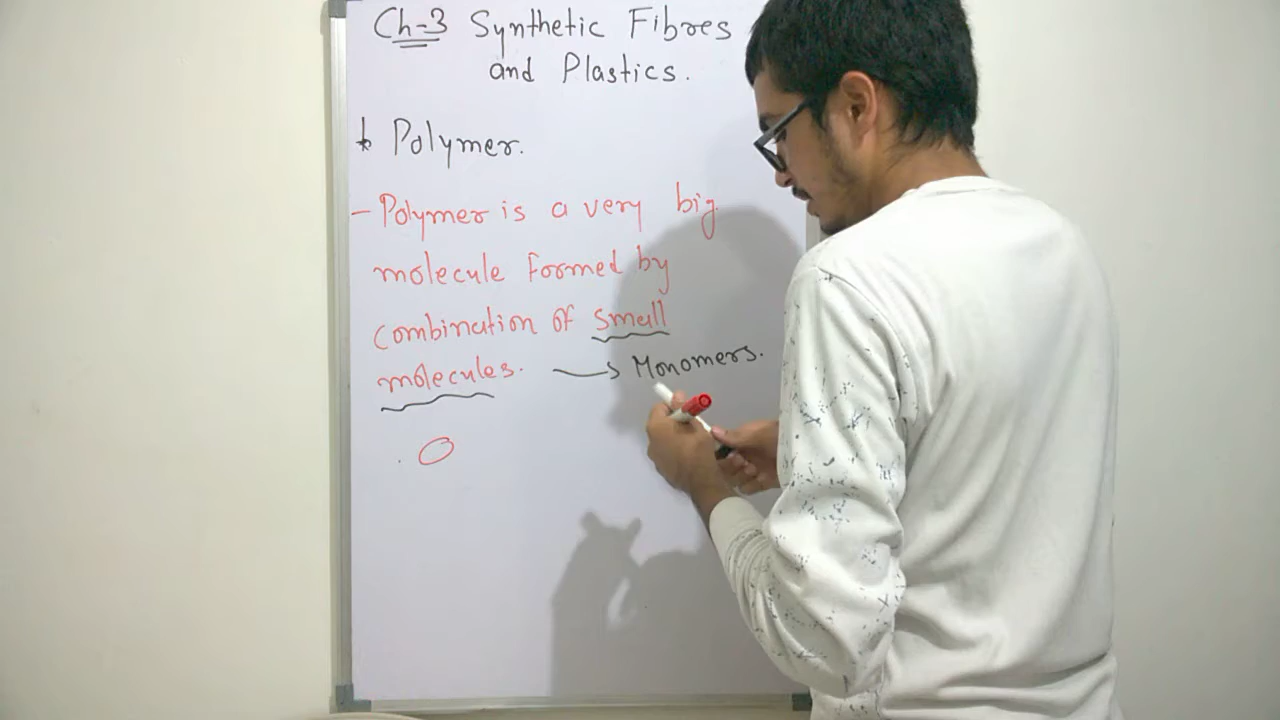 Ch-3 Synthetic Fibres
and Plastics.
* Polymer.
- Polymer is a very big
molecule formed by
combination of small
molecules. → Monomers.